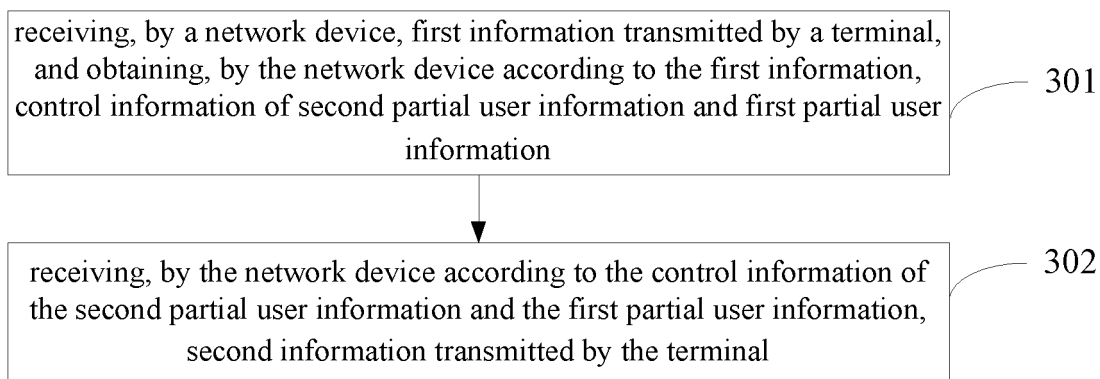 receiving, by a network device, first information transmitted by a terminal,
and obtaining, by the network device according to the first information,
control information of second partial user information and first partial user
information
301
receiving, by the network device according to the control information of
the second partial user information and the first partial user information,
second information transmitted by the terminal
302